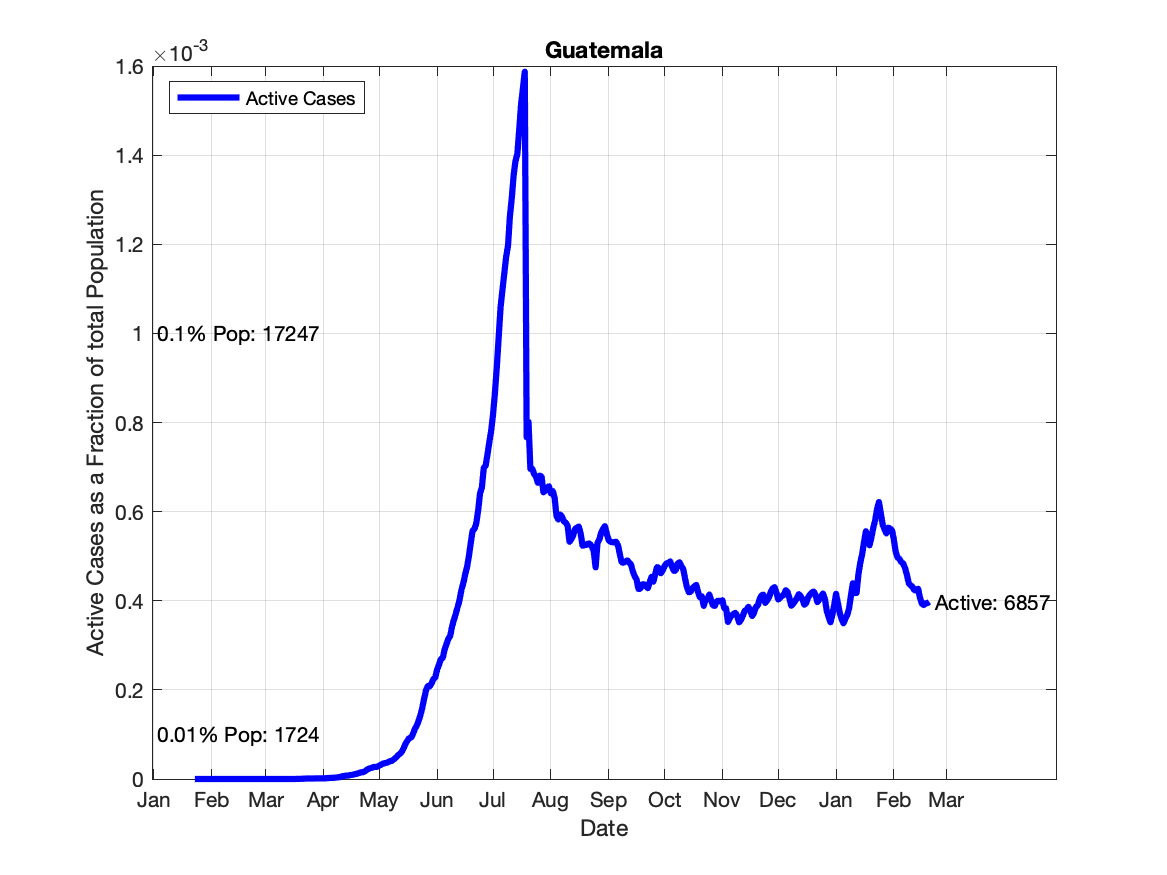 Guatemala
×10-3
1.6
1.4
1.2
1
0.8
0.6
0.4
0.2
0
Active Cases as a Fraction of total Population
Active Cases
0.1% Pop: 17247
0.01% Pop: 1724
Active: 6857
Jan Feb Mar Apr May Jun Jul Aug Sep Oct Nov Dec Jan Feb Mar
Date